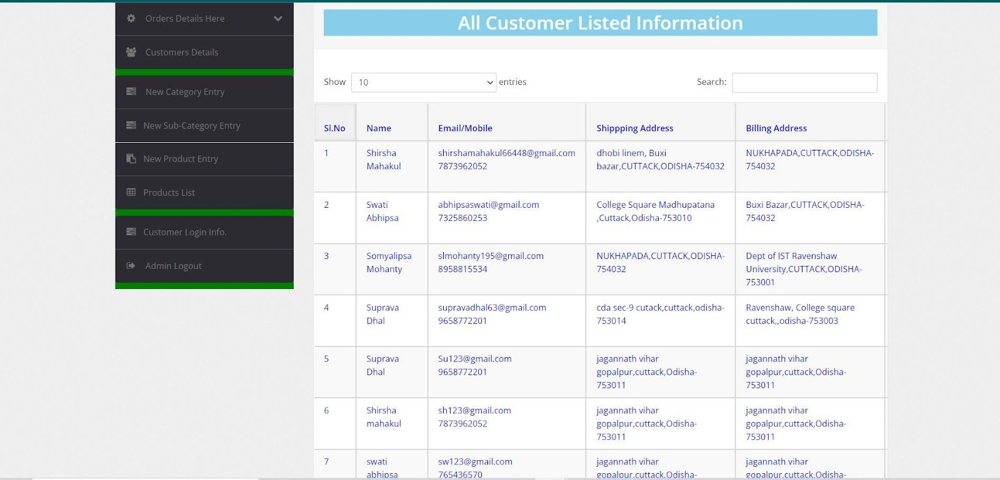 Orders Details Here
Customers Details
New Category Entry
New Sub-Category Entry
New Product Entry
Products List
Customer Login Info.
Admin Logout
All Customer Listed Information
Show 10 entries
Search:
Sl.No Name Email/Mobile Shippping Address Billing Address
1 Shirsha shirshamahakul66448@gmail.com dhobi linem, Buxi NUKHAPADA,CUTTACK,ODISHA-
Mahakul 7873962052 bazar,CUTTACK,ODISHA-754032 754032
2 Swati abhipsaswati@gmail.com College Square Madhupatana Buxi Bazar,CUTTACK,ODISHA-
Abhipsa 7325860253 ,Cuttack,Odisha-753010 754032
3 Somyalipsa slmohanty195@gmail.com NUKHAPADA,CUTTACK,ODISHA- Dept of IST Ravenshaw
Mohanty 8958815534 754032 University,CUTTACK,ODISHA-
753001
4 Suprava supravadhal63@gmail.com cda sec-9 cutack,cuttack,odisha- Ravenshaw, College square
Dhal 9658772201 753014 cuttack,,odisha-753003
5 Suprava Su123@gmail.com jagannath vihar jagannath vihar
Dhal 9658772201 gopalpur,cuttack,Odisha- gopalpur,cuttack,Odisha-
753011 753011
6 Shirsha sh123@gmail.com jagannath vihar jagannath vihar
mahakul 7873962052 gopalpur,cuttack,Odisha- gopalpur,cuttack,Odisha-
753011 753011
7 swati sw123@gmail.com jagannath vihar jagannath vihar
abhipsa 765436570 gopalpur,cuttack,Odisha- gopalpur,cuttack,Odisha-